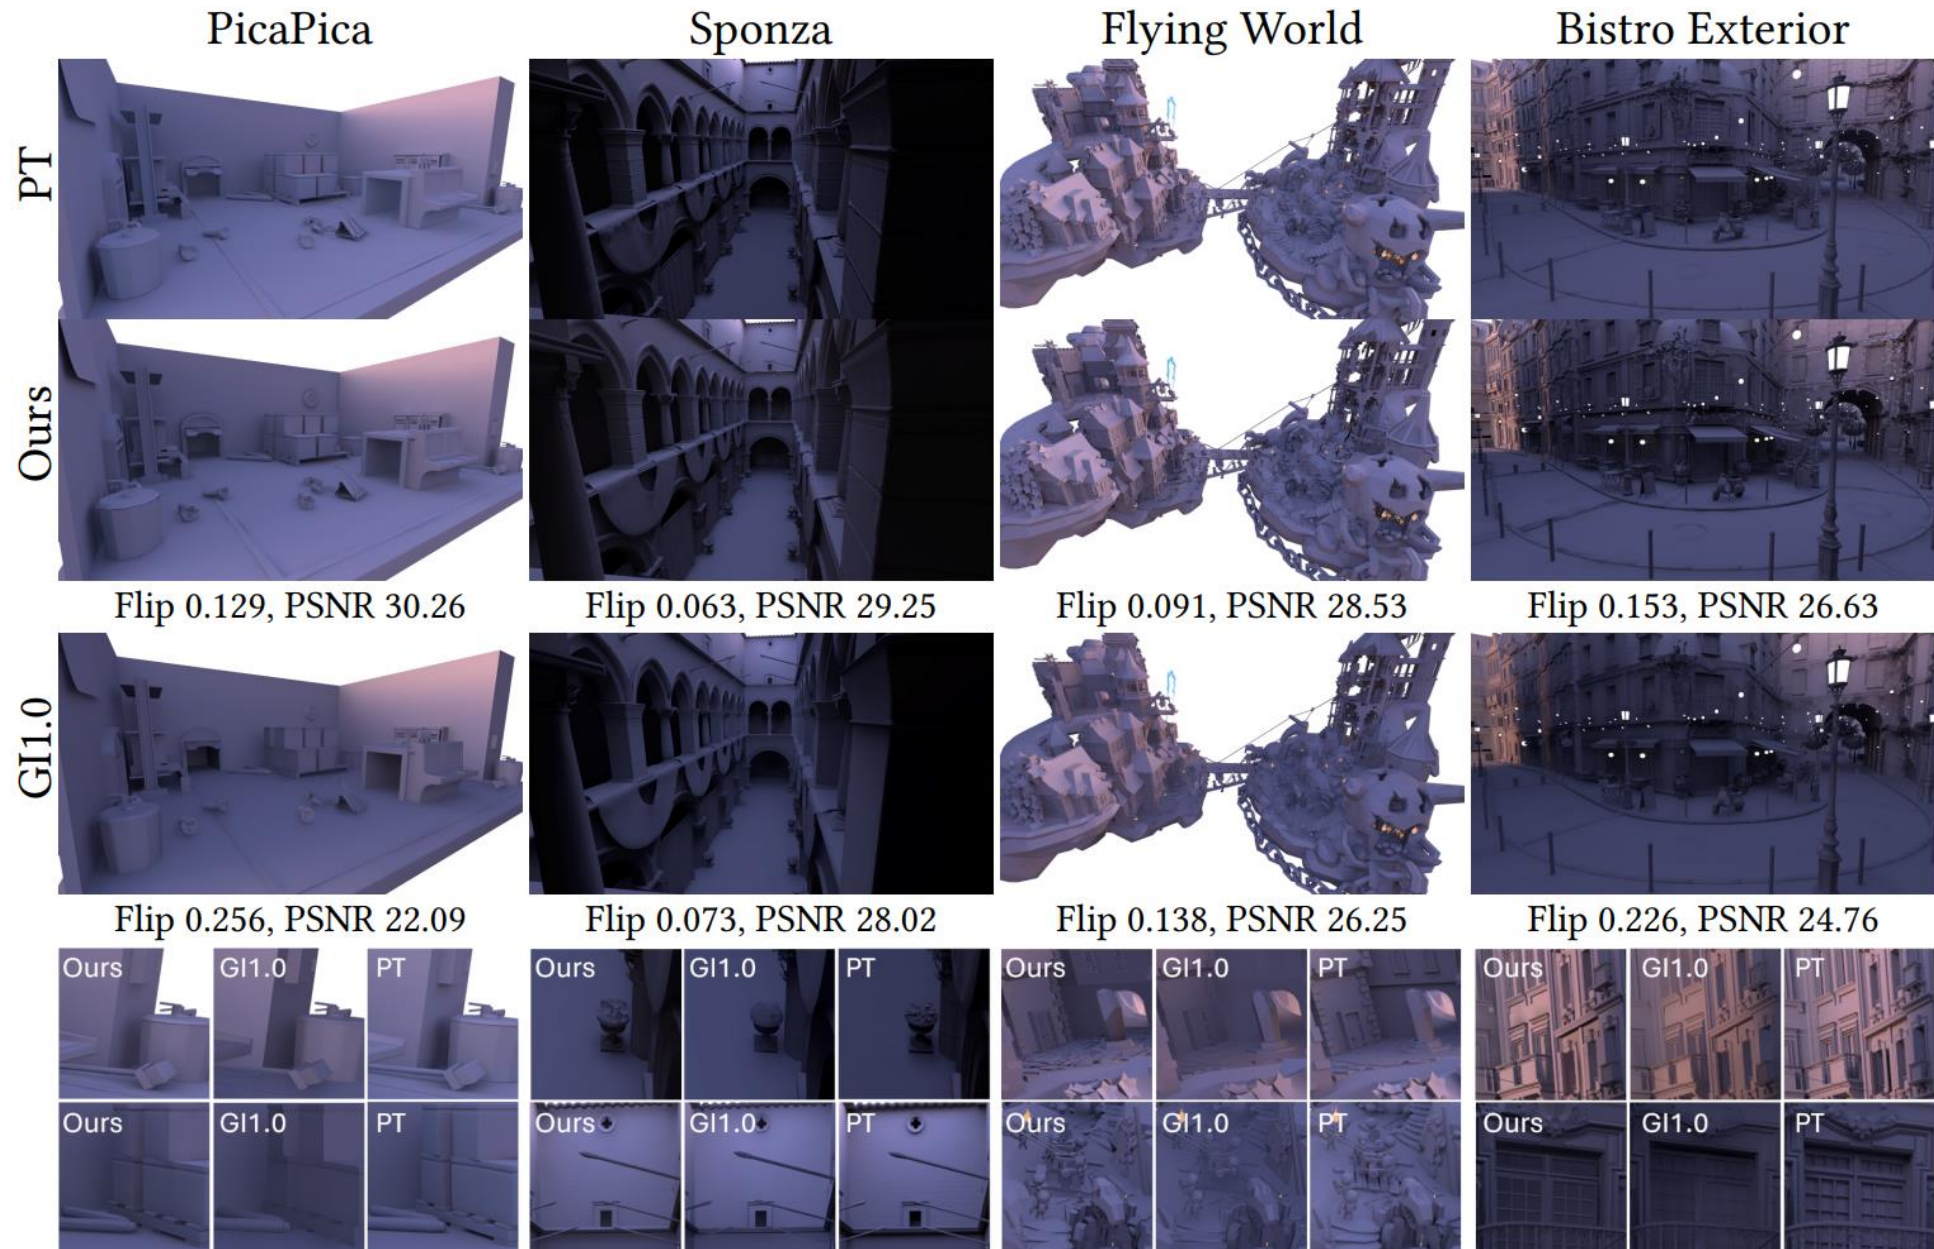 PicaPica Sponza Flying World Bistro Exterior
PT
Ours
Flip 0.129, PSNR 30.26 Flip 0.063, PSNR 29.25 Flip 0.091, PSNR 28.53 Flip 0.153, PSNR 26.63
GI1.0
Flip 0.256, PSNR 22.09 Flip 0.073, PSNR 28.02 Flip 0.138, PSNR 26.25 Flip 0.226, PSNR 24.76
Ours GI1.0 PT Ours GI1.0 PT Ours GI1.0 PT Ours GI1.0 PT
Ours GI1.0 PT Ours GI1.0 PT Ours GI1.0 PT Ours GI1.0 PT